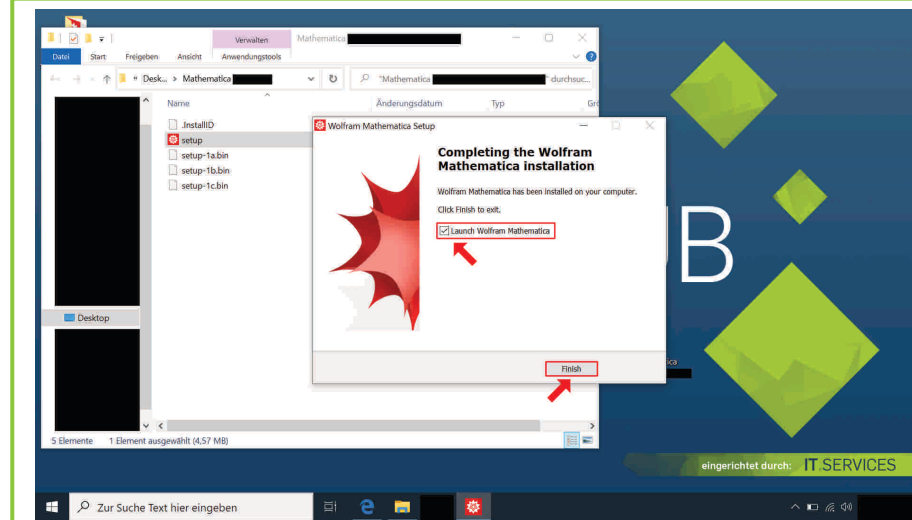 Verwalten
Mathematica
Datei Start Freigeben Ansicht Anwendungstools
Desk... Mathematica
"Mathematica " durchsuc...
Name Änderungsdatum Typ Grö
.InstallID
setup
setup-1a.bin
setup-1b.bin
setup-1c.bin
Desktop
5 Elemente 1 Element ausgewählt (4,57 MB)
Wolfram Mathematica Setup
Completing the Wolfram
Mathematica installation
Wolfram Mathematica has been installed on your computer.
Click Finish to exit.
Launch Wolfram Mathematica
Finish
B
ica
eingerichtet durch: IT.SERVICES
Zur Suche Text hier eingeben